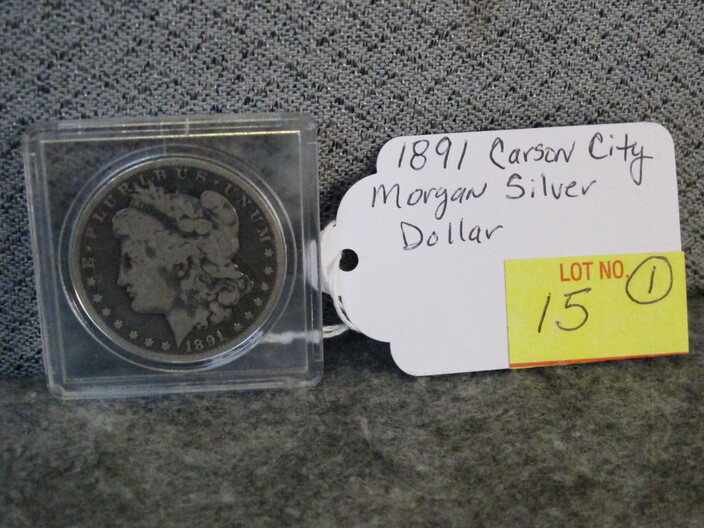 E·PLURIBUS·UNUM
1891
1891 Carson City
Morgan Silver
Dollar
LOT NO. 1
15